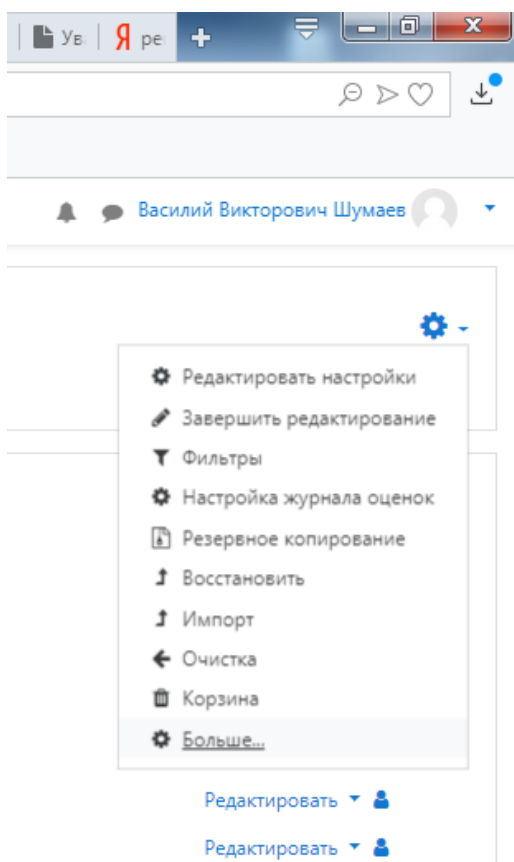 Ув
Я ре
Василий Викторович Шумаев
Редактировать настройки
Завершить редактирование
Фильтры
Настройка журнала оценок
Резервное копирование
Восстановить
Импорт
Очистка
Корзина
Больше...
Редактировать
Редактировать